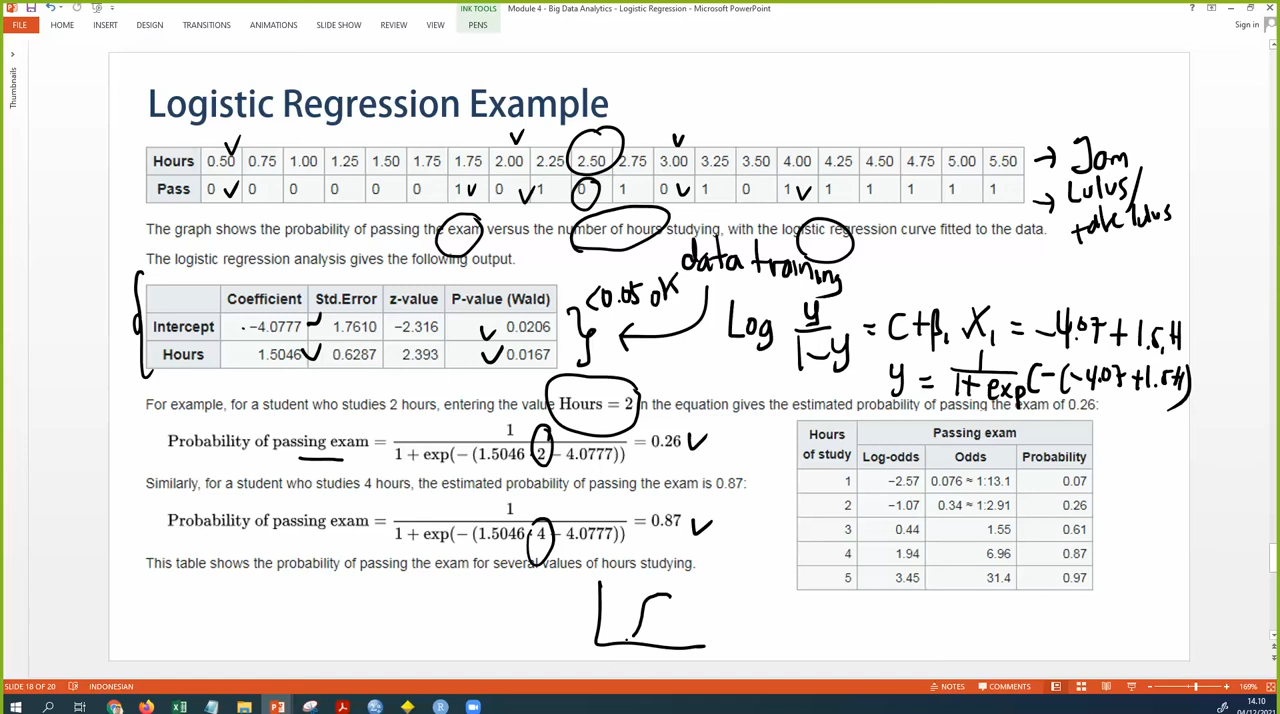 INK TOOLS
Module 4 - Big Data Analytics - Logistic Regression - Microsoft PowerPoint
FILE HOME INSERT DESIGN TRANSITIONS ANIMATIONS SLIDE SHOW REVIEW VIEW PENS
Sign in
Thumbnails
Logistic Regression Example
Hours 0.50 0.75 1.00 1.25 1.50 1.75 1.75 2.00 2.25 2.50 2.75 3.00 3.25 3.50 4.00 4.25 4.50 4.75 5.00 5.50
→ Jam
Pass 0 0 0 0 0 0 1 0 1 0 1 0 1 0 1 1 1 1 1 1
→ Lulus/
tdk lulus
The graph shows the probability of passing the exam versus the number of hours studying, with the logistic regression curve fitted to the data.
The logistic regression analysis gives the following output.
data training
Coefficient Std.Error z-value P-value (Wald)
Intercept −4.0777 1.7610 −2.316 0.0206
Hours 1.5046 0.6287 2.393 0.0167
<0.05 OK
Log y/1-y = C + β1 X1 = -4.07 + 1.5 H
y = 1/1+exp(-(-4.07+1.5H)
For example, for a student who studies 2 hours, entering the value Hours = 2 in the equation gives the estimated probability of passing the exam of 0.26:
Probability of passing exam = 1 / 1 + exp(−(1.5046 · 2 − 4.0777)) = 0.26
Similarly, for a student who studies 4 hours, the estimated probability of passing the exam is 0.87:
Probability of passing exam = 1 / 1 + exp(−(1.5046 · 4 − 4.0777)) = 0.87
This table shows the probability of passing the exam for several values of hours studying.
Hours of study Passing exam
Log-odds Odds Probability
1 −2.57 0.076 ≈ 1:13.1 0.07
2 −1.07 0.34 ≈ 1:2.91 0.26
3 0.44 1.55 0.61
4 1.94 6.96 0.87
5 3.45 31.4 0.97
SLIDE 18 OF 20 INDONESIAN NOTES COMMENTS 169%
14.10
04/12/2021